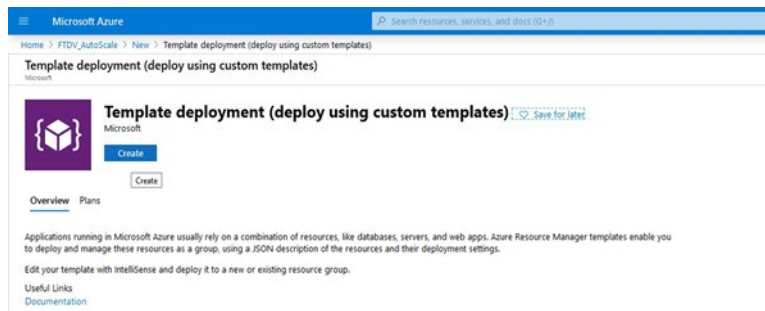 Microsoft Azure
Search resources, services, and docs (G+/)
Home > FTDV_AutoScale > New > Template deployment (deploy using custom templates)
Template deployment (deploy using custom templates)
Microsoft
Template deployment (deploy using custom templates) Save for later
Microsoft
Create
Create
Overview Plans
Applications running in Microsoft Azure usually rely on a combination of resources, like databases, servers, and web apps. Azure Resource Manager templates enable you
to deploy and manage these resources as a group, using a JSON description of the resources and their deployment settings.
Edit your template with IntelliSense and deploy it to a new or existing resource group.
Useful Links
Documentation